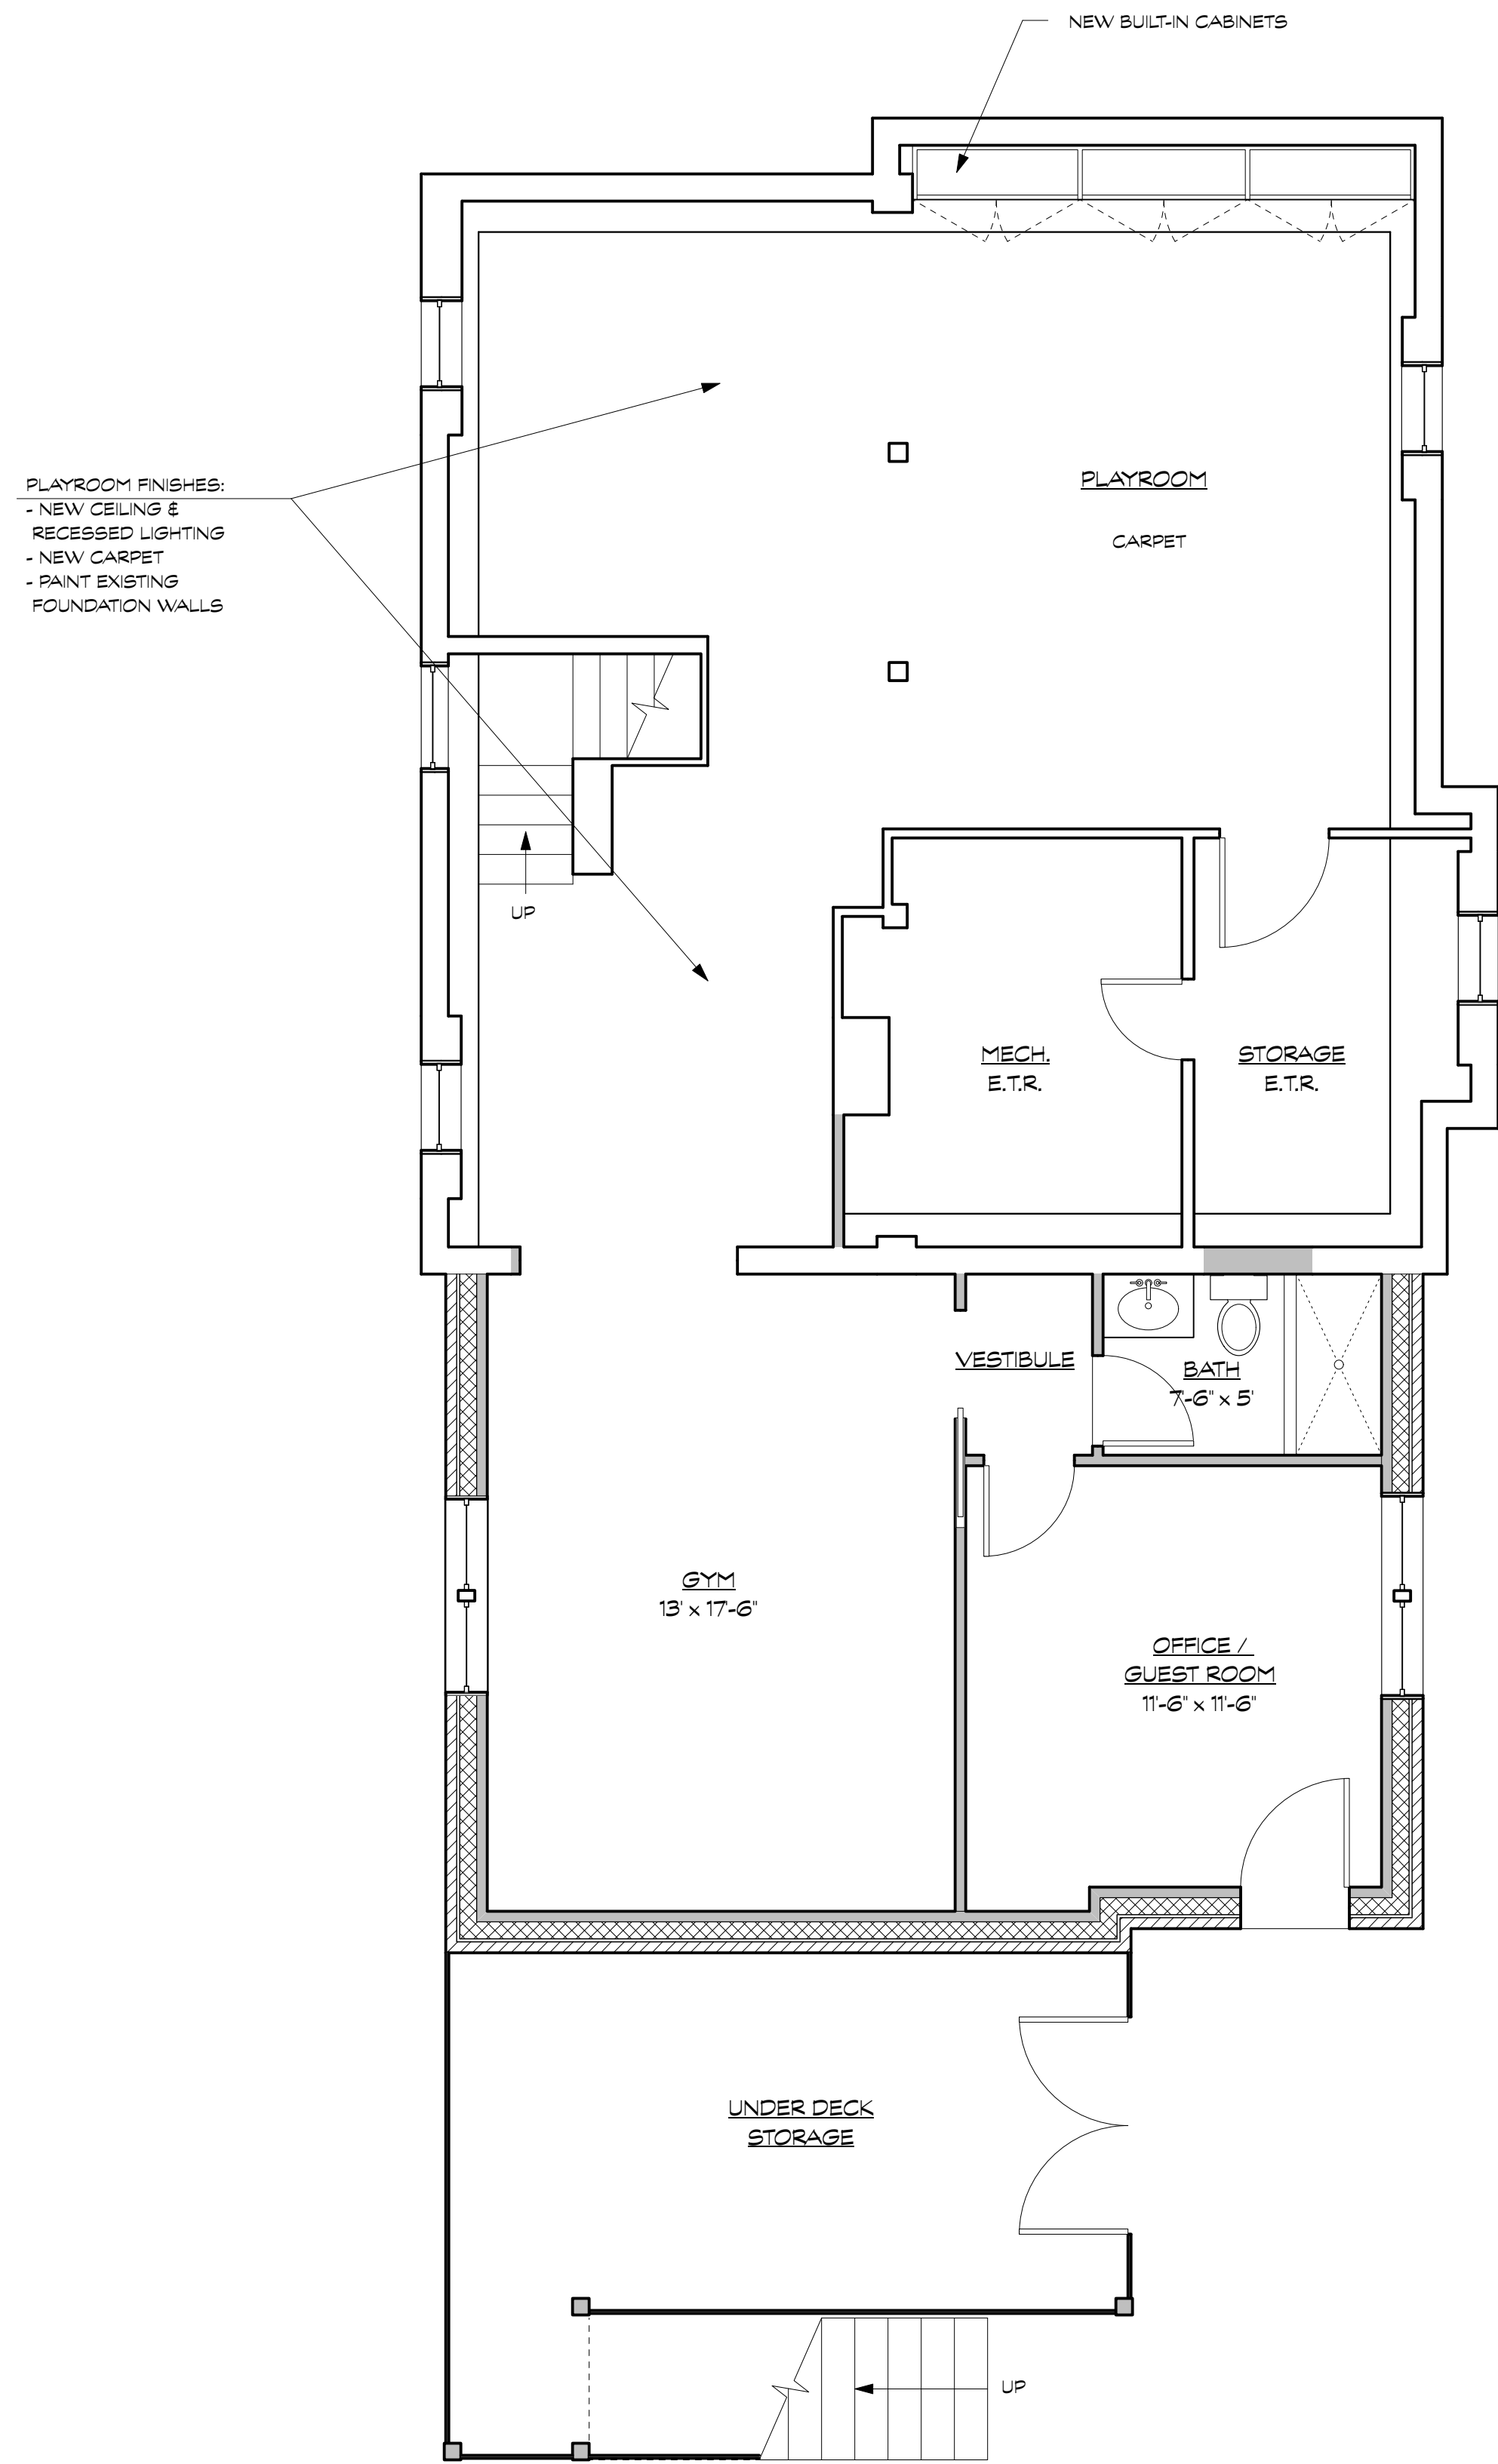 NEW BUILT-IN CABINETS
PLAYROOM FINISHES:
- NEW CEILING &
RECESSED LIGHTING
- NEW CARPET
- PAINT EXISTING
FOUNDATION WALLS
PLAYROOM
CARPET
UP
MECH.
E.T.R.
STORAGE
E.T.R.
VESTIBULE
BATH
7'-6" x 5'
GYM
13' x 17'-6"
OFFICE /
GUEST ROOM
11'-6" x 11'-6"
UNDER DECK
STORAGE
UP